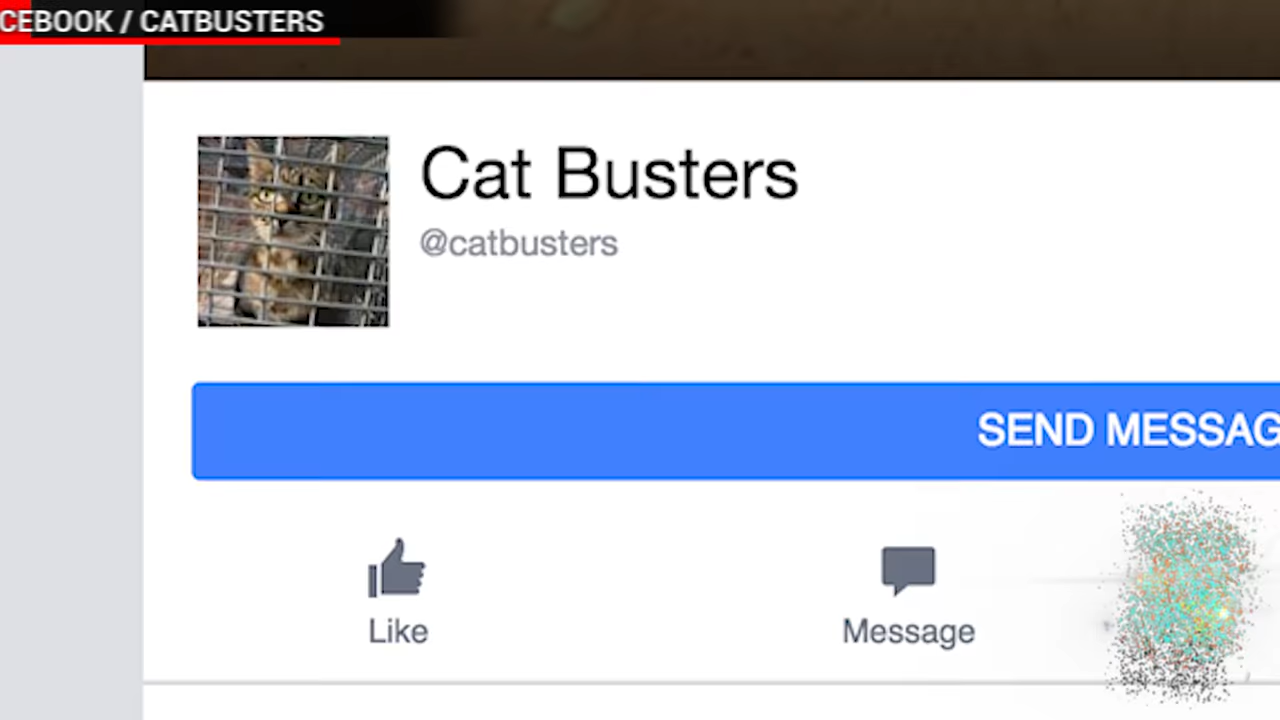 CEBOOK / CATBUSTERS
Cat Busters
@catbusters
SEND MESSAG
Like
Message